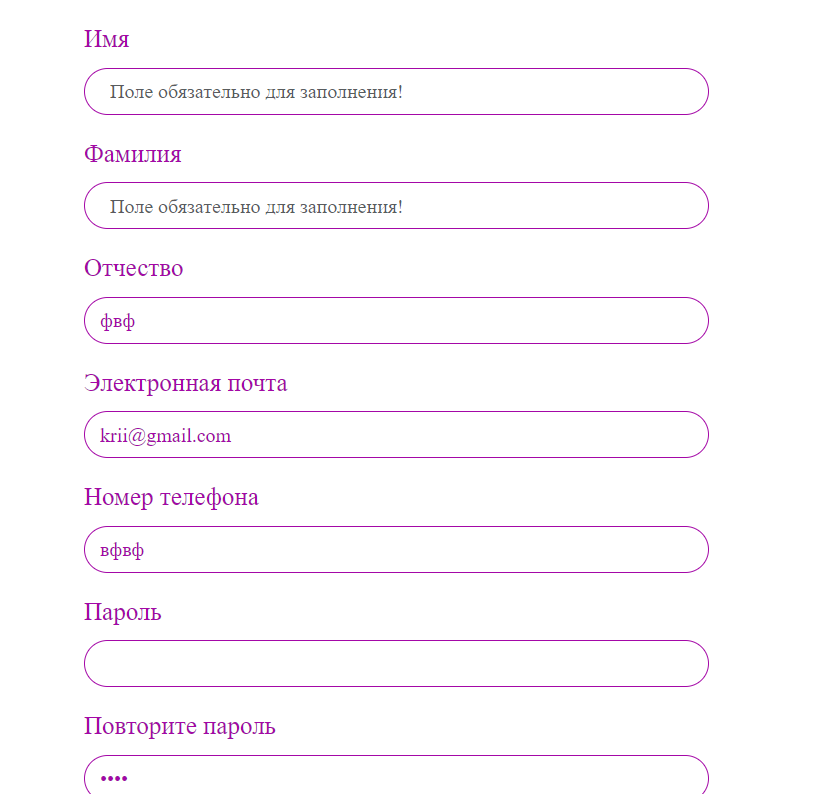 Имя
Поле обязательно для заполнения!
Фамилия
Поле обязательно для заполнения!
Отчество
фвф
Электронная почта
krii@gmail.com
Номер телефона
вфвф
Пароль
Повторите пароль
••••